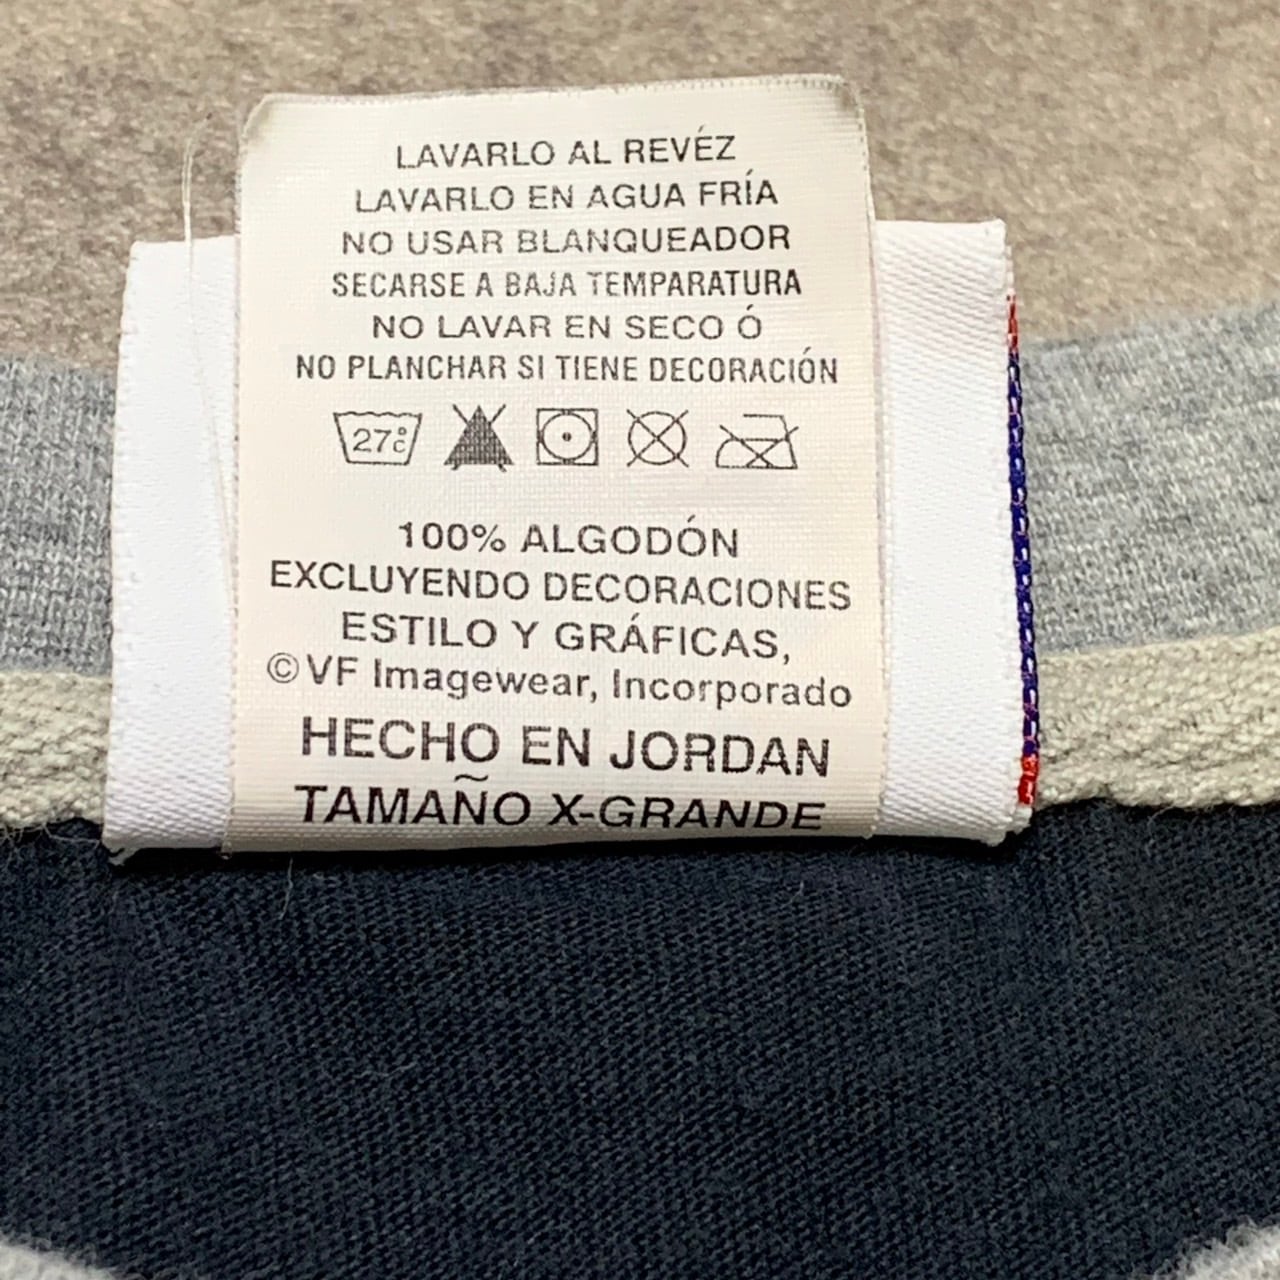 LAVARLO AL REVÉZ
LAVARLO EN AGUA FRÍA
NO USAR BLANQUEADOR
SECARSE A BAJA TEMPARATURA
NO LAVAR EN SECO Ó
NO PLANCHAR SI TIENE DECORACIÓN
27°C
100% ALGODÓN
EXCLUYENDO DECORACIONES
ESTILO Y GRÁFICAS,
©VF Imagewear, Incorporado
HECHO EN JORDAN
TAMAÑO X-GRANDE